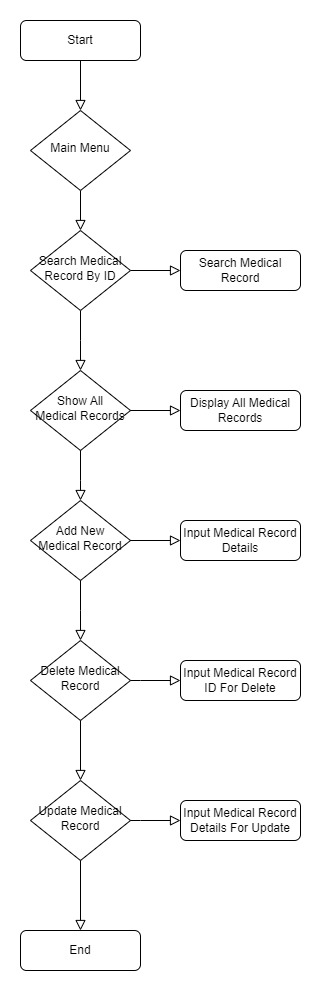 Start
Main Menu
Search Medical
Record By ID
Search Medical
Record
Show All
Medical Records
Display All Medical
Records
Add New
Medical Record
Input Medical Record
Details
Delete Medical
Record
Input Medical Record
ID For Delete
Update Medical
Record
Input Medical Record
Details For Update
End